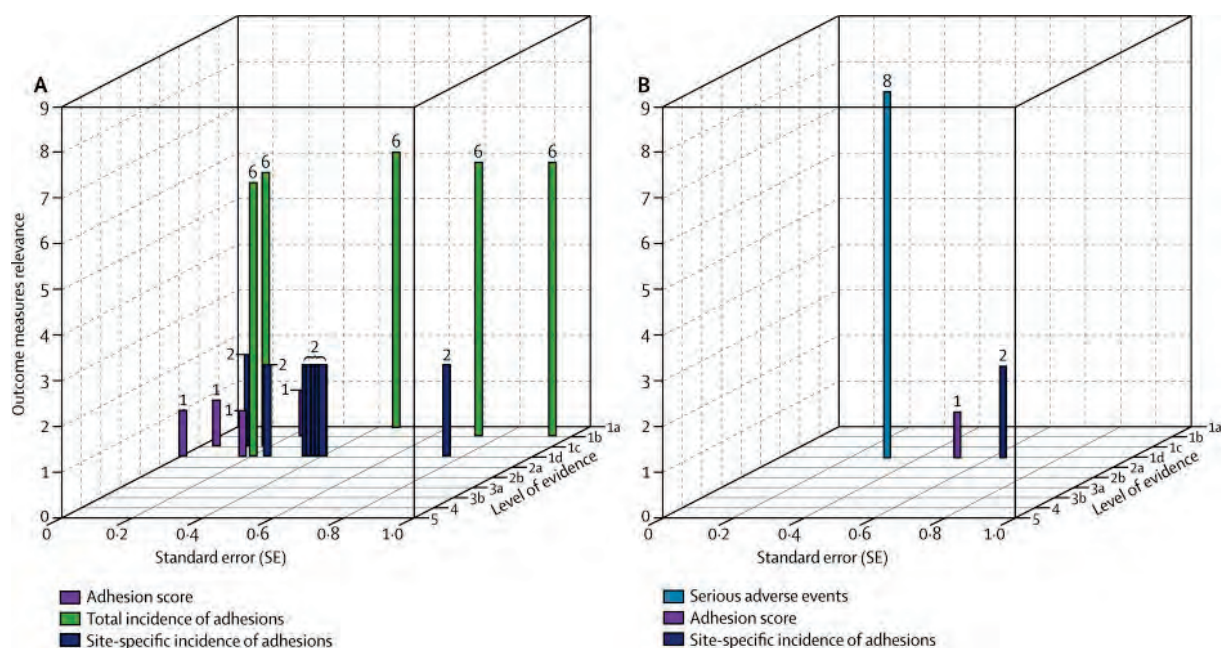 A
9
8
7
6
5
4
3
2
1
0
Outcome measures relevance
6
6
6
6
6
2
2
2
1
1
1
2
1
2
0
0·2
0·4
0·6
0·8
1·0
Standard error (SE)
5
4
3b
3a
2b
2a
1d
1c
1b
1a
Level of evidence
Adhesion score
Total incidence of adhesions
Site-specific incidence of adhesions
B
9
8
7
6
5
4
3
2
1
0
8
1
2
0
0·2
0·4
0·6
0·8
1·0
Standard error (SE)
5
4
3b
3a
2b
2a
1d
1c
1b
1a
Level of evidence
Serious adverse events
Adhesion score
Site-specific incidence of adhesions